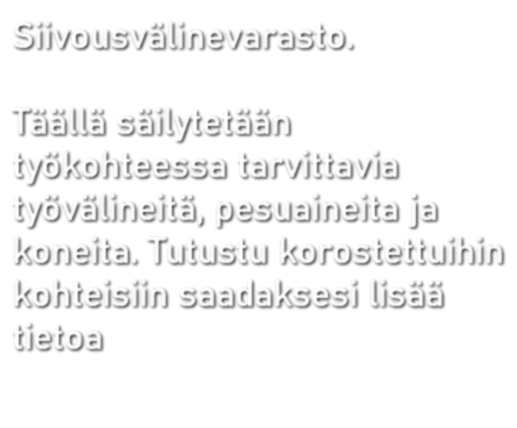 Siivousvälinevarasto.
Täällä säilytetään
työkohteessa tarvittavia
työvälineitä, pesuaineita ja
koneita. Tutustu korostettuihin
kohteisiin saadaksesi lisää
tietoa